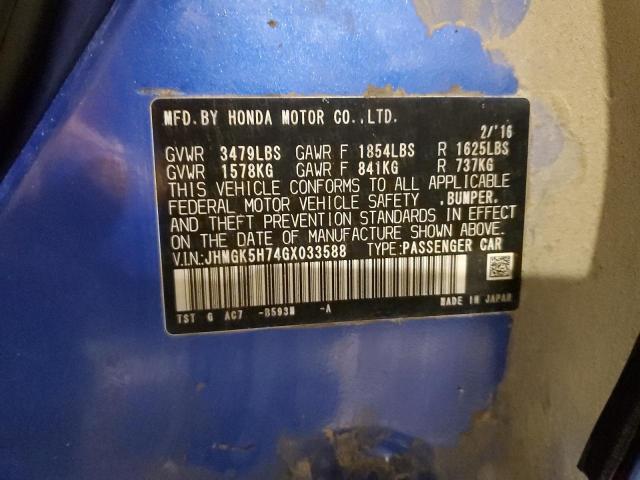 MFD.BY HONDA MOTOR CO.,LTD.
2/'16
GVWR 3479LBS GAWR F 1854LBS R 1625LBS
GVWR 1578KG GAWR F 841KG R 737KG
THIS VEHICLE CONFORMS TO ALL APPLICABLE
FEDERAL MOTOR VEHICLE SAFETY ,BUMPER,
AND THEFT PREVENTION STANDARDS IN EFFECT
ON THE DATE OF MANUFACTURE SHOWN ABOVE.
V.I.N:JHMGK5H74GX033588 TYPE:PASSENGER CAR
TST G AC7 -B593M -A MADE IN JAPAN